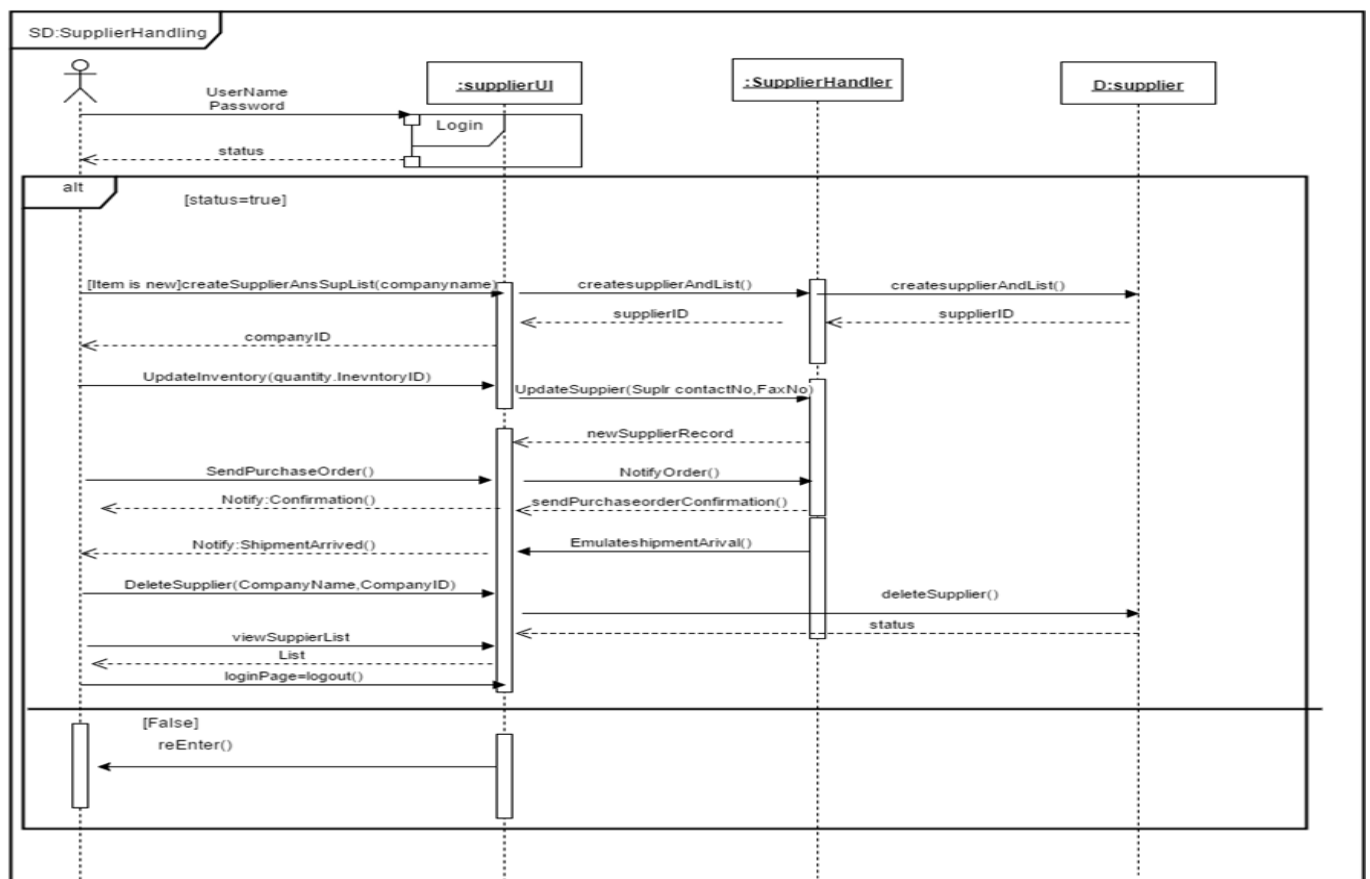 SD:SupplierHandling
:supplierUI
:SupplierHandler
D:supplier
UserName
Password
Login
status
alt
[status=true]
[Item is new]createSupplierAnsSupList(companyname)
createsupplierAndList()
createsupplierAndList()
supplierID
supplierID
companyID
UpdateInventory(quantity.InevntoryID)
UpdateSuppier(Suplr contactNo,FaxNo)
newSupplierRecord
SendPurchaseOrder()
NotifyOrder()
Notify:Confirmation()
sendPurchaseorderConfirmation()
Notify:ShipmentArrived()
EmulateshipmentArival()
DeleteSupplier(CompanyName,CompanyID)
deleteSupplier()
status
viewSuppierList
List
loginPage=logout()
[False]
reEnter()